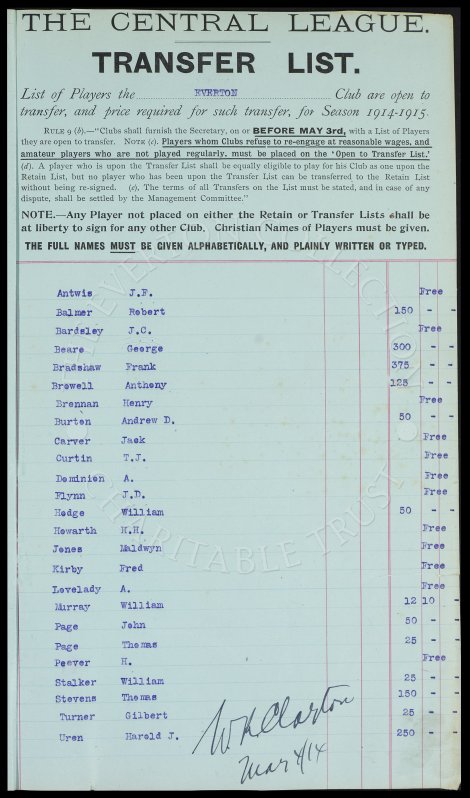 THE CENTRAL LEAGUE.
TRANSFER LIST.
List of Players the EVERTON Club are open to
transfer, and price required for such transfer, for Season 1914-1915.
RULE 9 (b).—"Clubs shall furnish the Secretary, on or BEFORE MAY 3rd, with a List of Players
they are open to transfer. NOTE (c). Players whom Clubs refuse to re-engage at reasonable wages, and
amateur players who are not played regularly, must be placed on the 'Open to Transfer List.'
(d). A player who is upon the Transfer List shall be equally eligible to play for his Club as one upon the
Retain List, but no player who has been upon the Transfer List can be transferred to the Retain List
without being re-signed. (e), The terms of all Transfers on the List must be stated, and in case of any
dispute, shall be settled by the Management Committee."
NOTE.—Any Player not placed on either the Retain or Transfer Lists shall be
at liberty to sign for any other Club. Christian Names of Players must be given.
THE FULL NAMES MUST BE GIVEN ALPHABETICALLY, AND PLAINLY WRITTEN OR TYPED.
Antwis J.F. Free
Balmer Robert 150 - -
Bardsley J.C. Free
Beare George 300 - -
Bradshaw Frank 375 - -
Browell Anthony 125 - -
Brennan Henry Free
Burton Andrew D. 50 - -
Carver Jack Free
Curtin T.J. Free
Dominion A. Free
Flynn J.D. Free
Hodge William 50 - -
Howarth H.H. Free
Jones Maldwyn Free
Kirby Fred Free
Lovelady A. Free
Murray William 12 10 -
Page John 50 - -
Page Thomas 25 - -
Peever H. Free
Stalker William 25 - -
Stevens Thomas 150 - -
Turner Gilbert 25 - -
Uren Harold J. 250 - -
Clayton
May 4/14
EVERTON COLLECTION
CHARITABLE TRUST